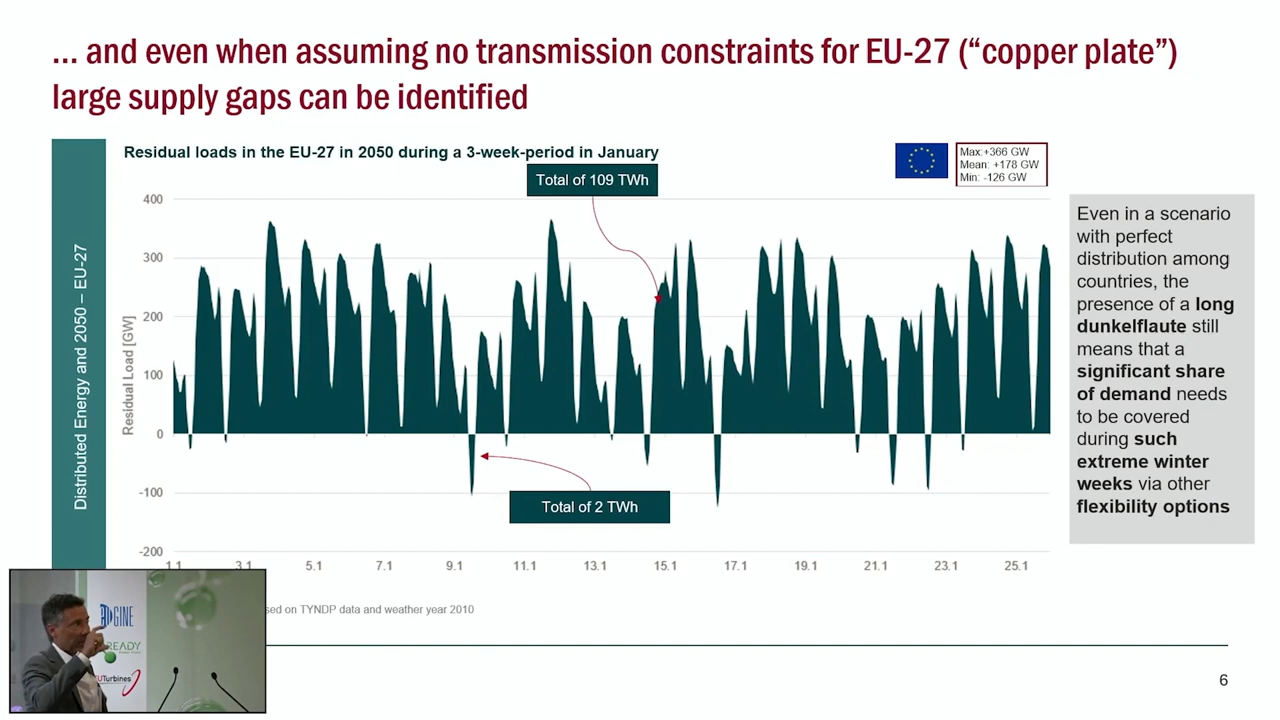 ... and even when assuming no transmission constraints for EU-27 (“copper plate”)
large supply gaps can be identified
Distributed Energy and 2050 – EU-27
Residual loads in the EU-27 in 2050 during a 3-week-period in January
Max:+366 GW
Mean: +178 GW
Min: -126 GW
Total of 109 TWh
Residual Load [GW]
400
300
200
100
0
-100
-200
Total of 2 TWh
1.1 3.1 5.1 7.1 9.1 11.1 13.1 15.1 17.1 19.1 21.1 23.1 25.1
Even in a scenario
with perfect
distribution among
countries, the
presence of a long
dunkelflaute still
means that a
significant share
of demand needs
to be covered
during such
extreme winter
weeks via other
flexibility options
sed on TYNDP data and weather year 2010
GINE
READY
UTurbines
6